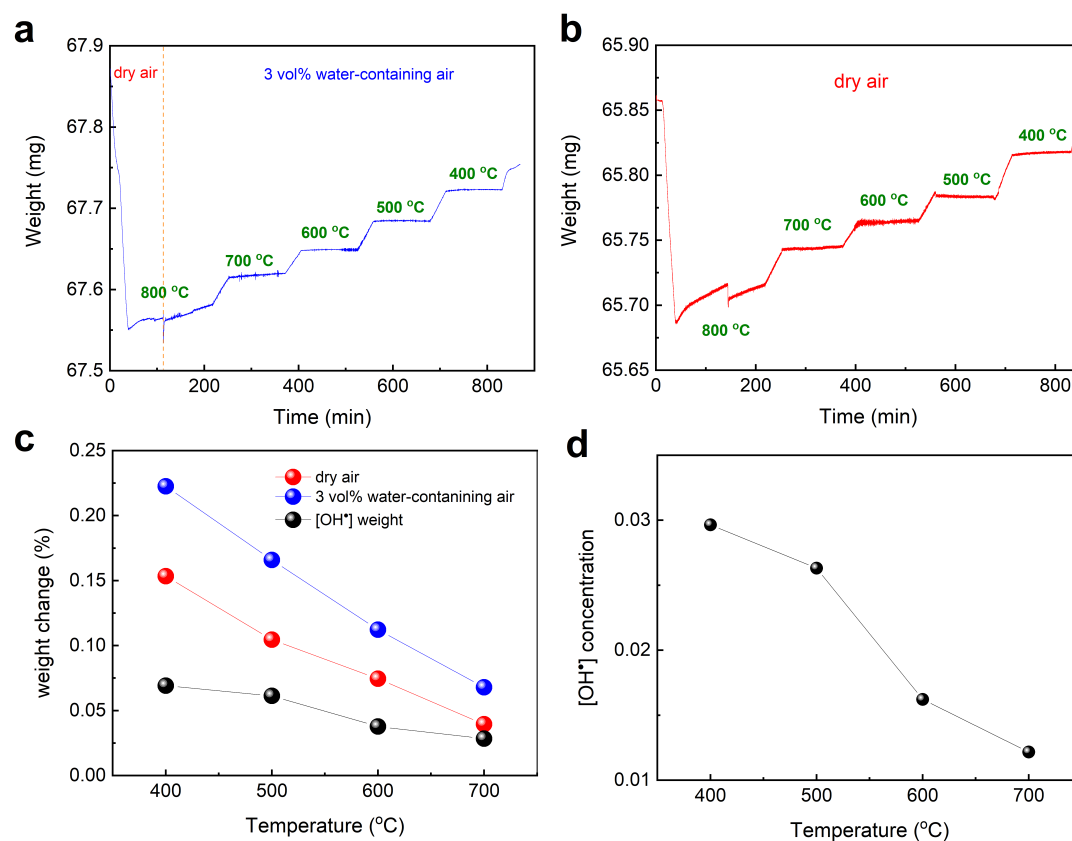 a
67.9
67.8
67.7
67.6
67.5
Weight (mg)
dry air
3 vol% water-containing air
800 °C
700 °C
600 °C
500 °C
400 °C
0
200
400
600
800
Time (min)
b
65.90
65.85
65.80
65.75
65.70
65.65
Weight (mg)
dry air
800 °C
700 °C
600 °C
500 °C
400 °C
0
200
400
600
800
Time (min)
c
0.25
0.20
0.15
0.10
0.05
0.00
weight change (%)
dry air
3 vol% water-contanining air
[OH•] weight
400
500
600
700
Temperature (°C)
d
0.03
0.02
0.01
[OH•] concentration
400
500
600
700
Temperature (°C)